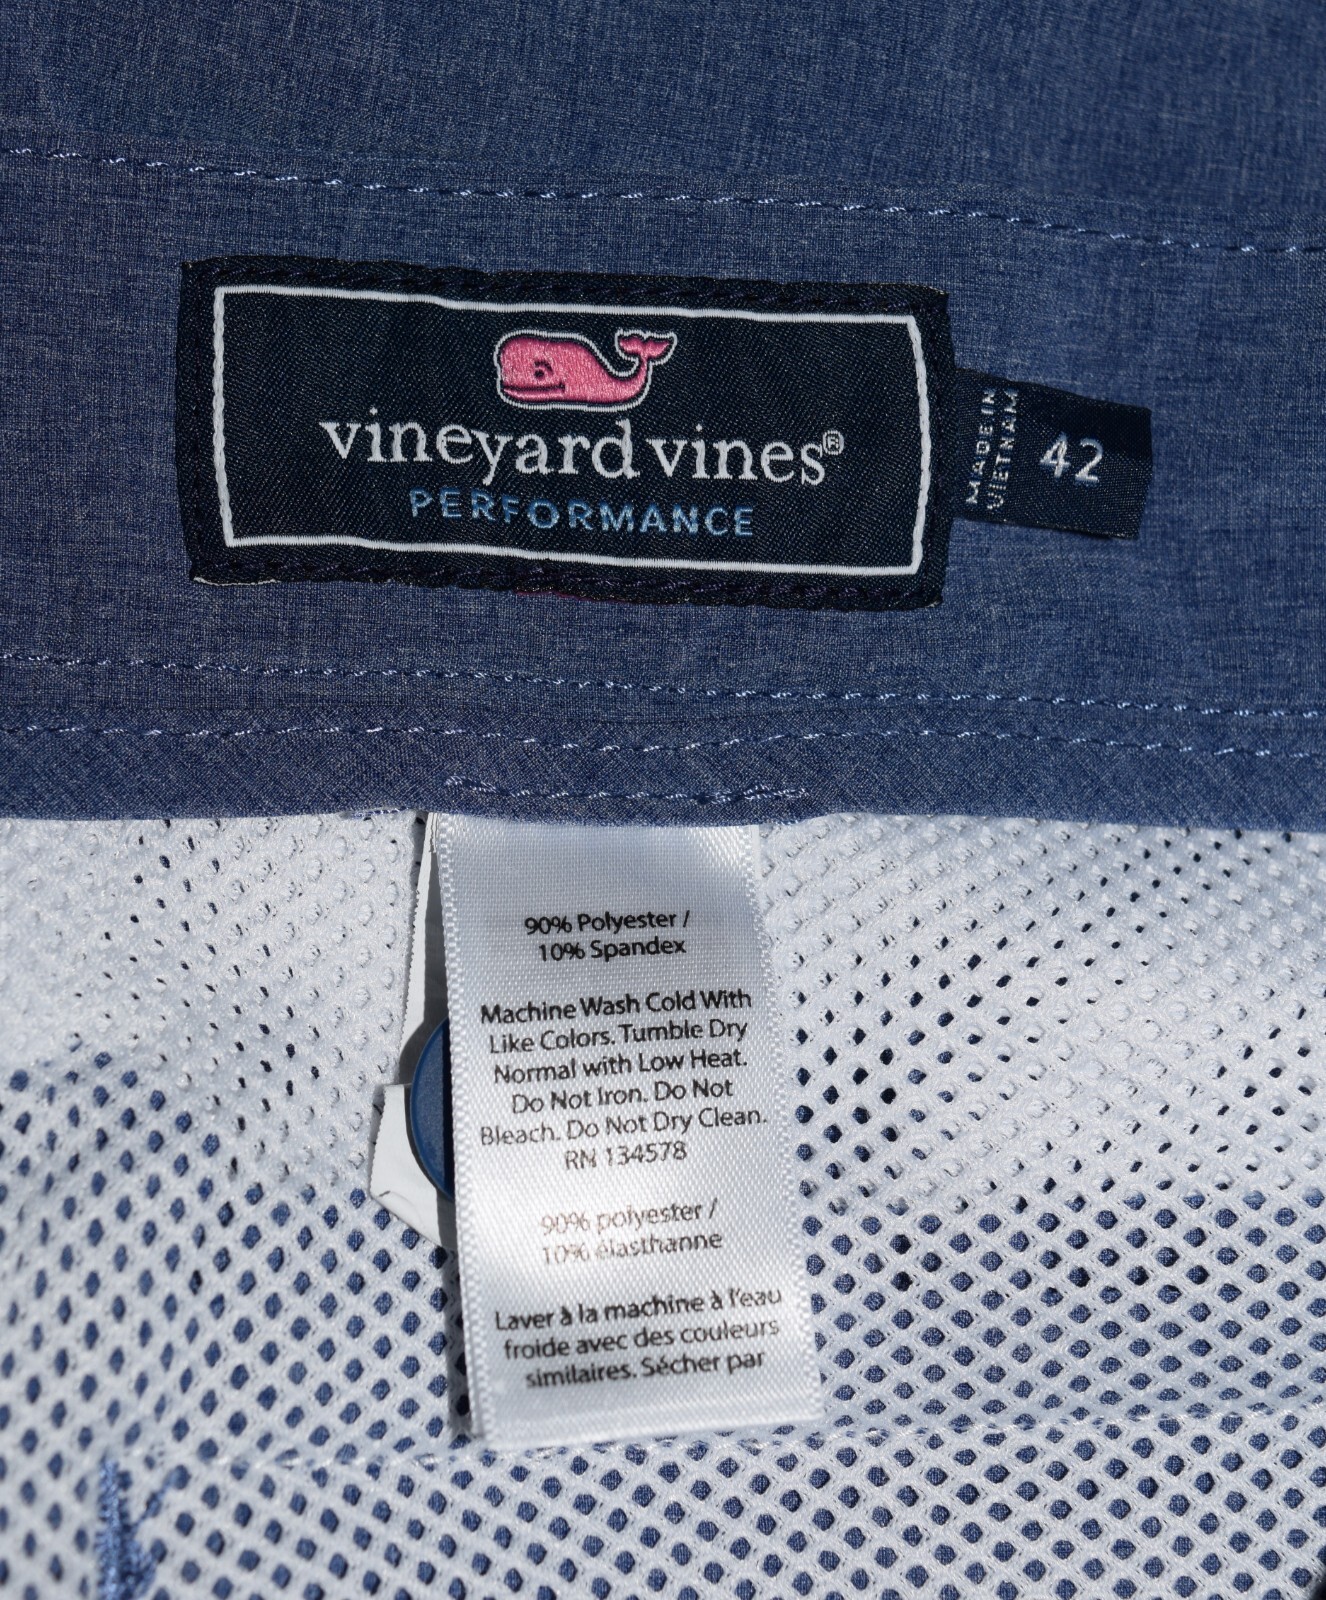 vineyard vines®
PERFORMANCE
MADE IN
VIETNAM
42
90% Polyester /
10% Spandex
Machine Wash Cold With
Like Colors. Tumble Dry
Normal with Low Heat.
Do Not Iron. Do Not
Bleach. Do Not Dry Clean.
RN 134578
90% polyester /
10% élasthanne
Laver à la machine à l'eau
froide avec des couleurs
similaires. Sécher par